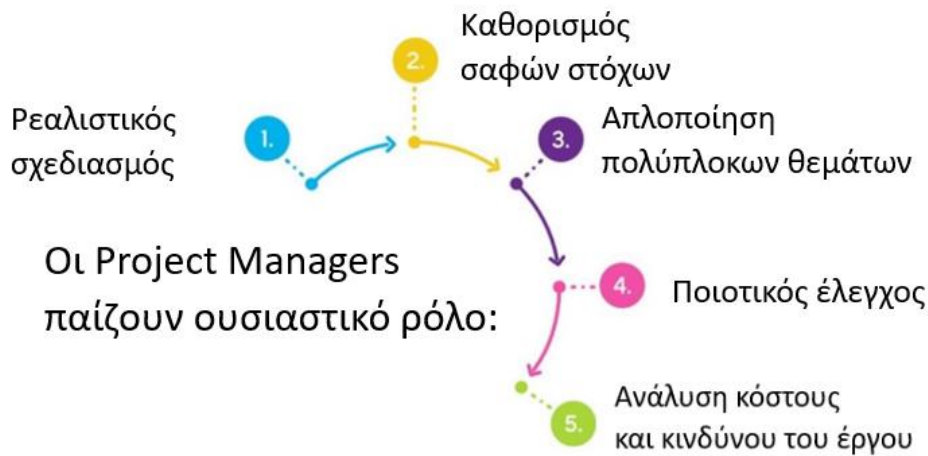 Οι Project Managers
παίζουν ουσιαστικό ρόλο:
1.
Ρεαλιστικός
σχεδιασμός
2.
Καθορισμός
σαφών στόχων
3.
Απλοποίηση
πολύπλοκων θεμάτων
4.
Ποιοτικός έλεγχος
5.
Ανάλυση κόστους
και κινδύνου του έργου